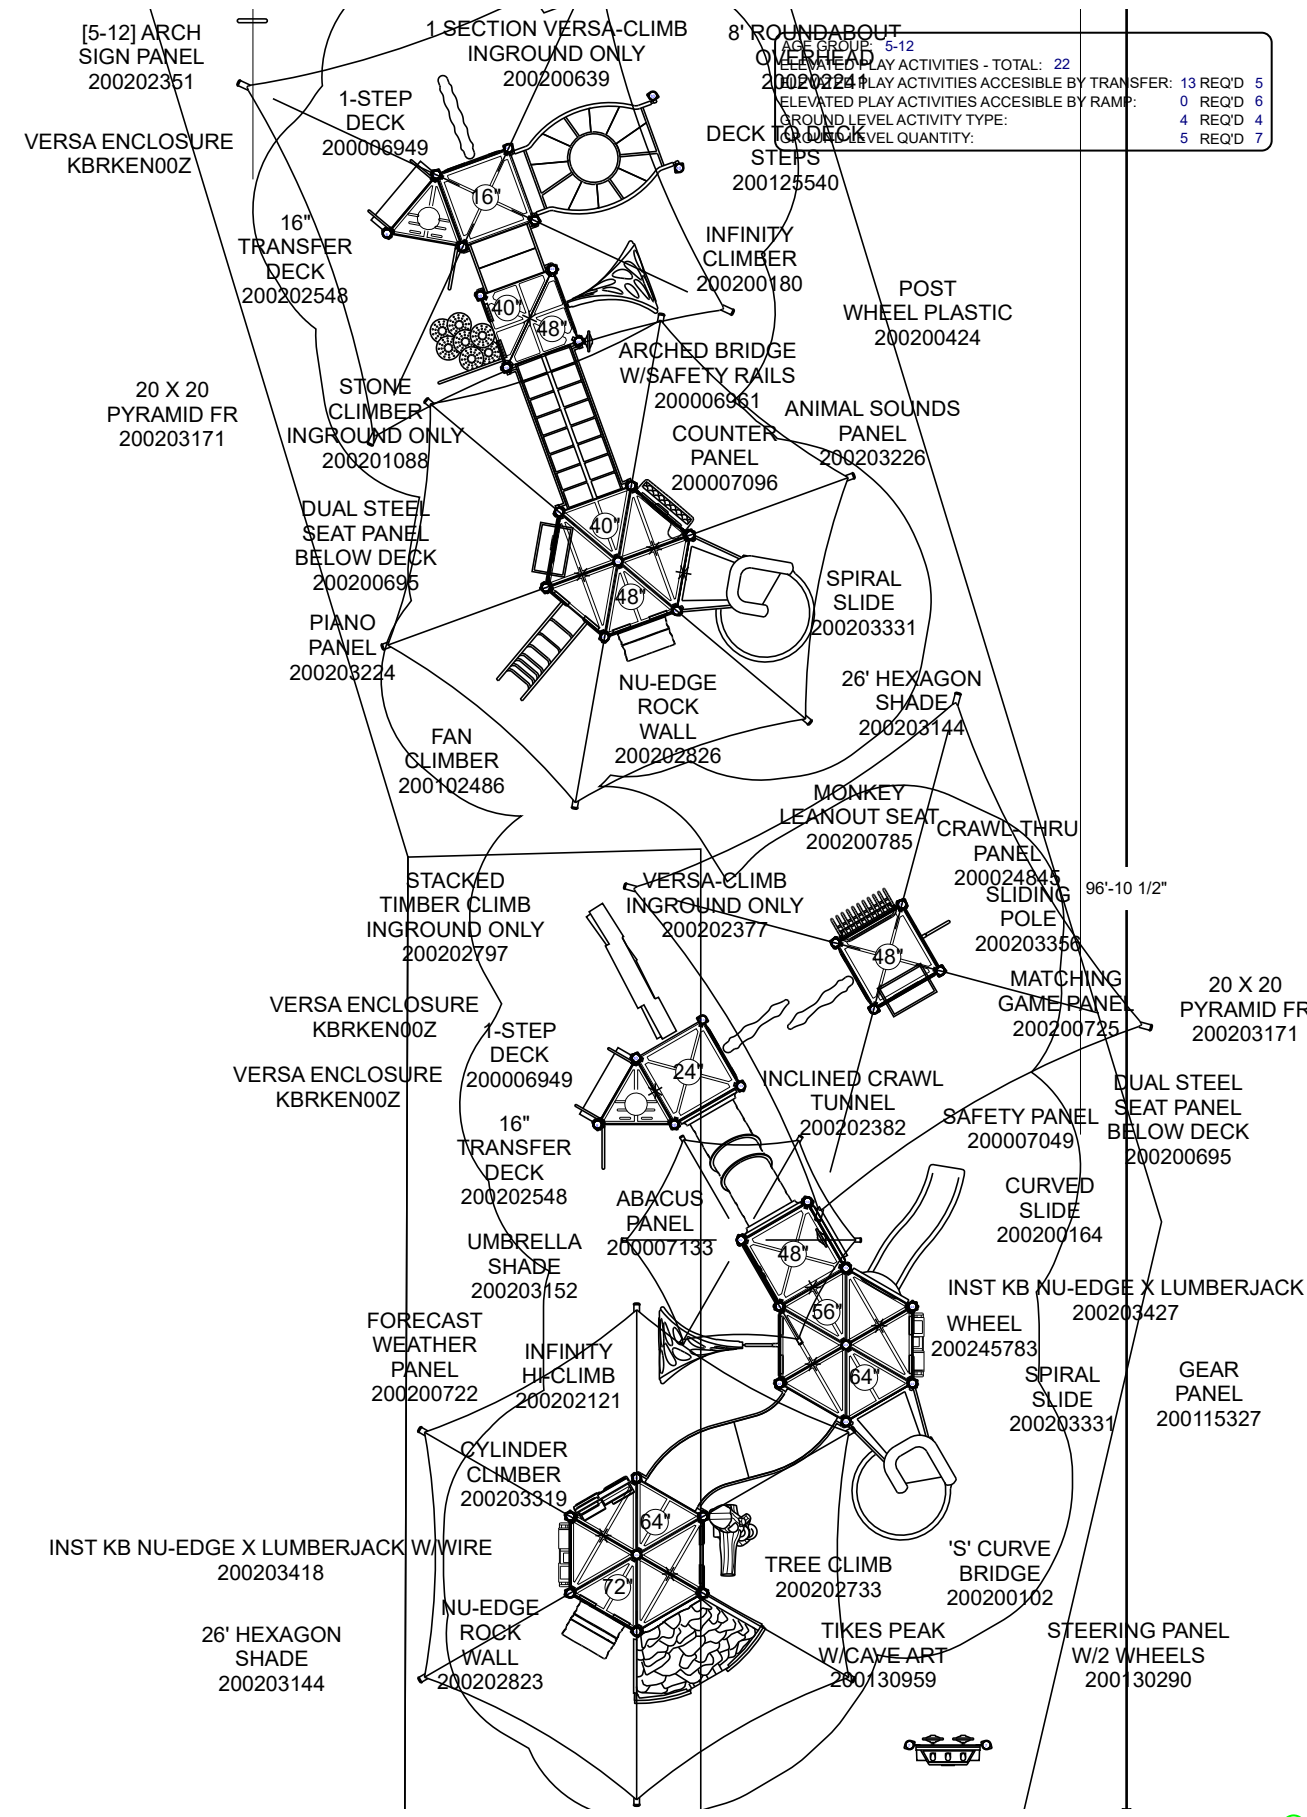 [5-12] ARCH
SIGN PANEL
200202351
1 SECTION VERSA-CLIMB
INGROUND ONLY
200200639
8' ROUNDABOUT
OVERHEAD
200202241
AGE GROUP: 5-12
ELEVATED PLAY ACTIVITIES - TOTAL: 22
ELEVATED PLAY ACTIVITIES ACCESIBLE BY TRANSFER: 13 REQ'D 5
ELEVATED PLAY ACTIVITIES ACCESIBLE BY RAMP: 0 REQ'D 6
GROUND LEVEL ACTIVITY TYPE: 4 REQ'D 4
GROUND LEVEL QUANTITY: 5 REQ'D 7
VERSA ENCLOSURE
KBRKEN00Z
1-STEP
DECK
200006949
DECK TO DECK
STEPS
200125540
16"
16"
TRANSFER
DECK
200202548
INFINITY
CLIMBER
200200180
POST
WHEEL PLASTIC
200200424
40"
48"
20 X 20
PYRAMID FR
200203171
STONE
CLIMBER
INGROUND ONLY
200201088
ARCHED BRIDGE
W/SAFETY RAILS
200006961
ANIMAL SOUNDS
PANEL
200203226
COUNTER
PANEL
200007096
DUAL STEEL
SEAT PANEL
BELOW DECK
200200695
40"
48"
SPIRAL
SLIDE
200203331
PIANO
PANEL
200203224
NU-EDGE
ROCK
WALL
200202826
26' HEXAGON
SHADE
200203144
FAN
CLIMBER
200102486
MONKEY
LEANOUT SEAT
200200785
CRAWL-THRU
PANEL
200024845
96'-10 1/2"
STACKED
TIMBER CLIMB
INGROUND ONLY
200202797
VERSA-CLIMB
INGROUND ONLY
200202377
SLIDING
POLE
200203356
48"
MATCHING
GAME PANEL
200200725
20 X 20
PYRAMID FR
200203171
VERSA ENCLOSURE
KBRKEN00Z
1-STEP
DECK
200006949
VERSA ENCLOSURE
KBRKEN00Z
24"
INCLINED CRAWL
TUNNEL
200202382
SAFETY PANEL
200007049
DUAL STEEL
SEAT PANEL
BELOW DECK
200200695
16"
TRANSFER
DECK
200202548
ABACUS
PANEL
200007133
CURVED
SLIDE
200200164
UMBRELLA
SHADE
200203152
48"
56"
INST KB NU-EDGE X LUMBERJACK
200203427
FORECAST
WEATHER
PANEL
200200722
INFINITY
HI-CLIMB
200202121
WHEEL
200245783
64"
SPIRAL
SLIDE
200203331
GEAR
PANEL
200115327
CYLINDER
CLIMBER
200203319
64"
INST KB NU-EDGE X LUMBERJACK W/WIRE
200203418
72"
TREE CLIMB
200202733
'S' CURVE
BRIDGE
200200102
26' HEXAGON
SHADE
200203144
NU-EDGE
ROCK
WALL
200202823
TIKES PEAK
W/CAVE ART
200130959
STEERING PANEL
W/2 WHEELS
200130290